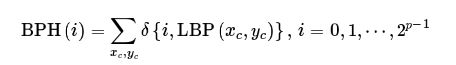 BPH (i) = ∑_{x_c,y_c} δ {i, LBP (x_c, y_c)} , i = 0, 1, ⋯ , 2^{p−1}